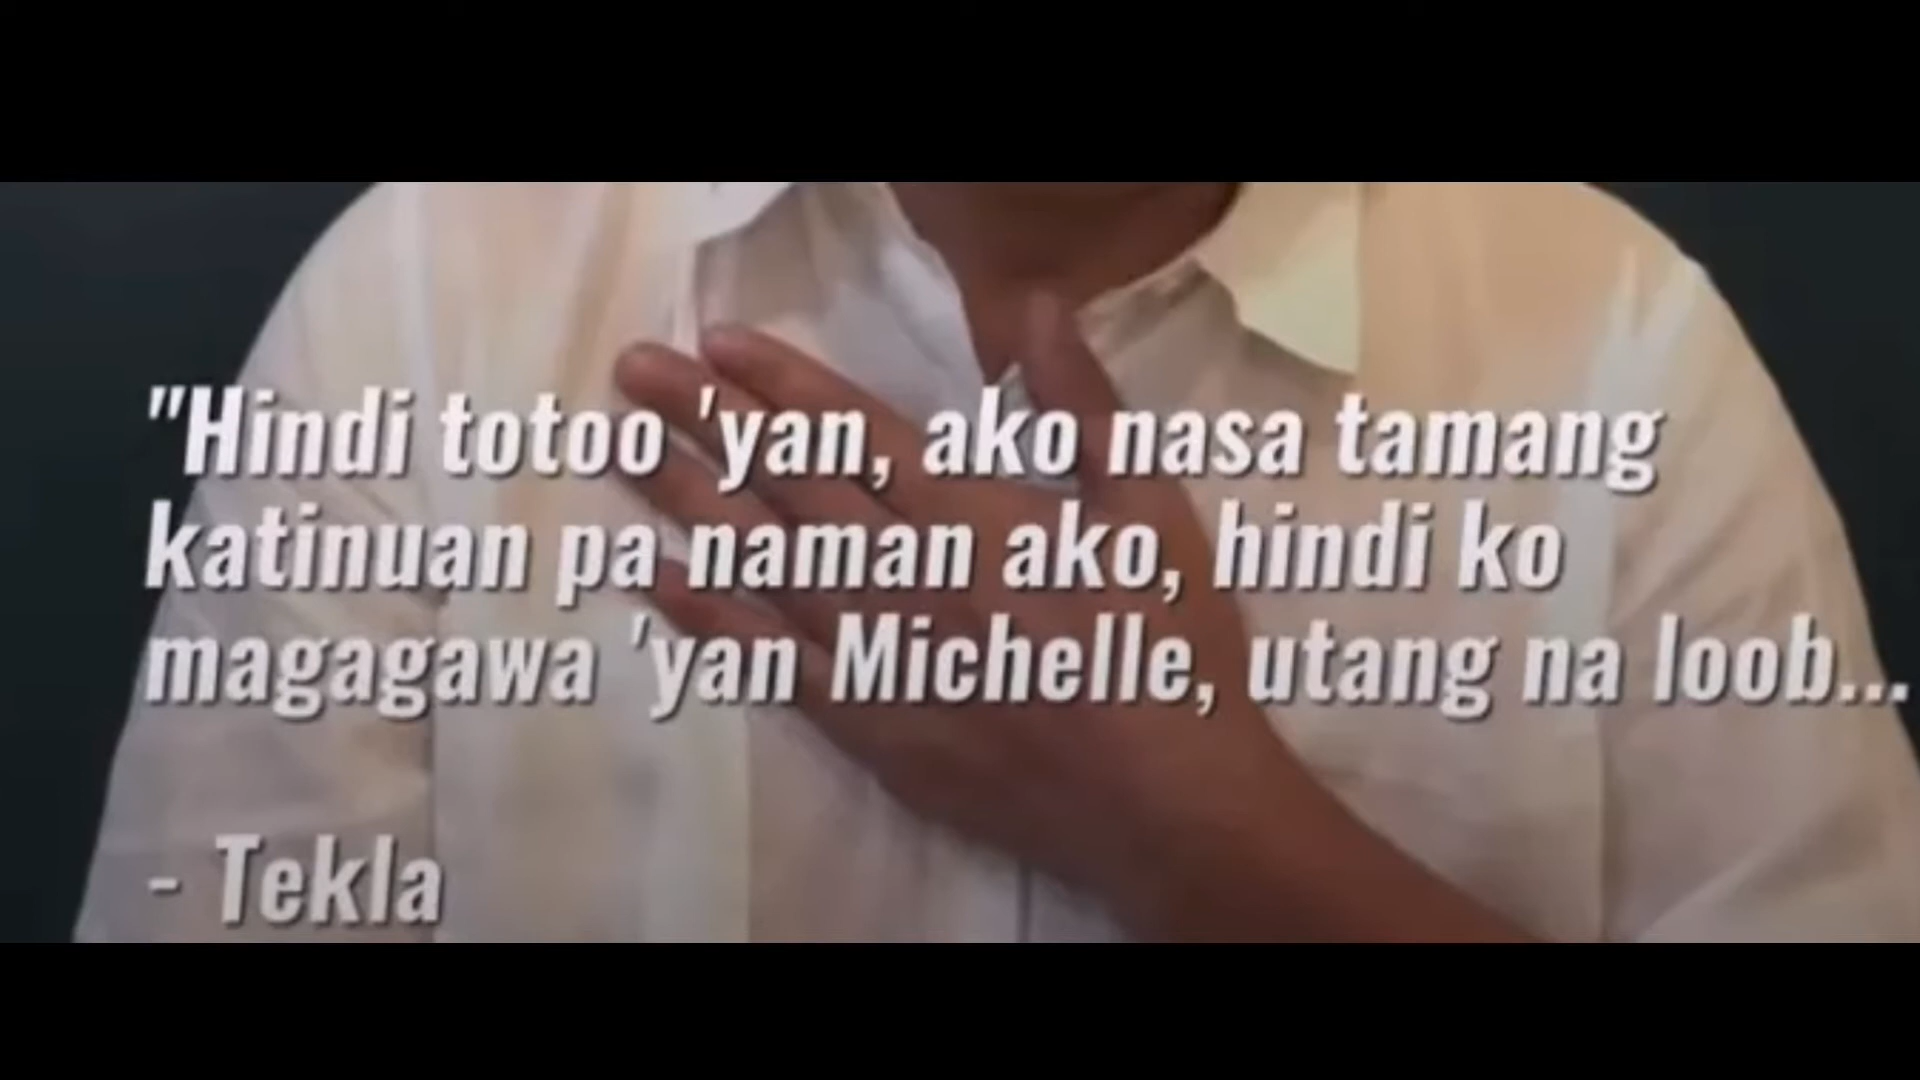 "Hindi totoo 'yan, ako nasa tamang
katinuan pa naman ako, hindi ko
magagawa 'yan Michelle, utang na loob...
- Tekla